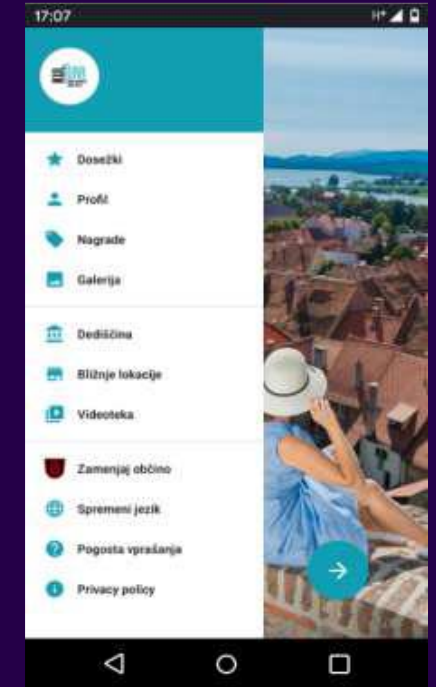 17:07
H+
Dosežki
Profil
Nagrade
Galerija
Dediščina
Bližnje lokacije
Videoteka
Zamenjaj občino
Spremeni jezik
Pogosta vprašanja
Privacy policy